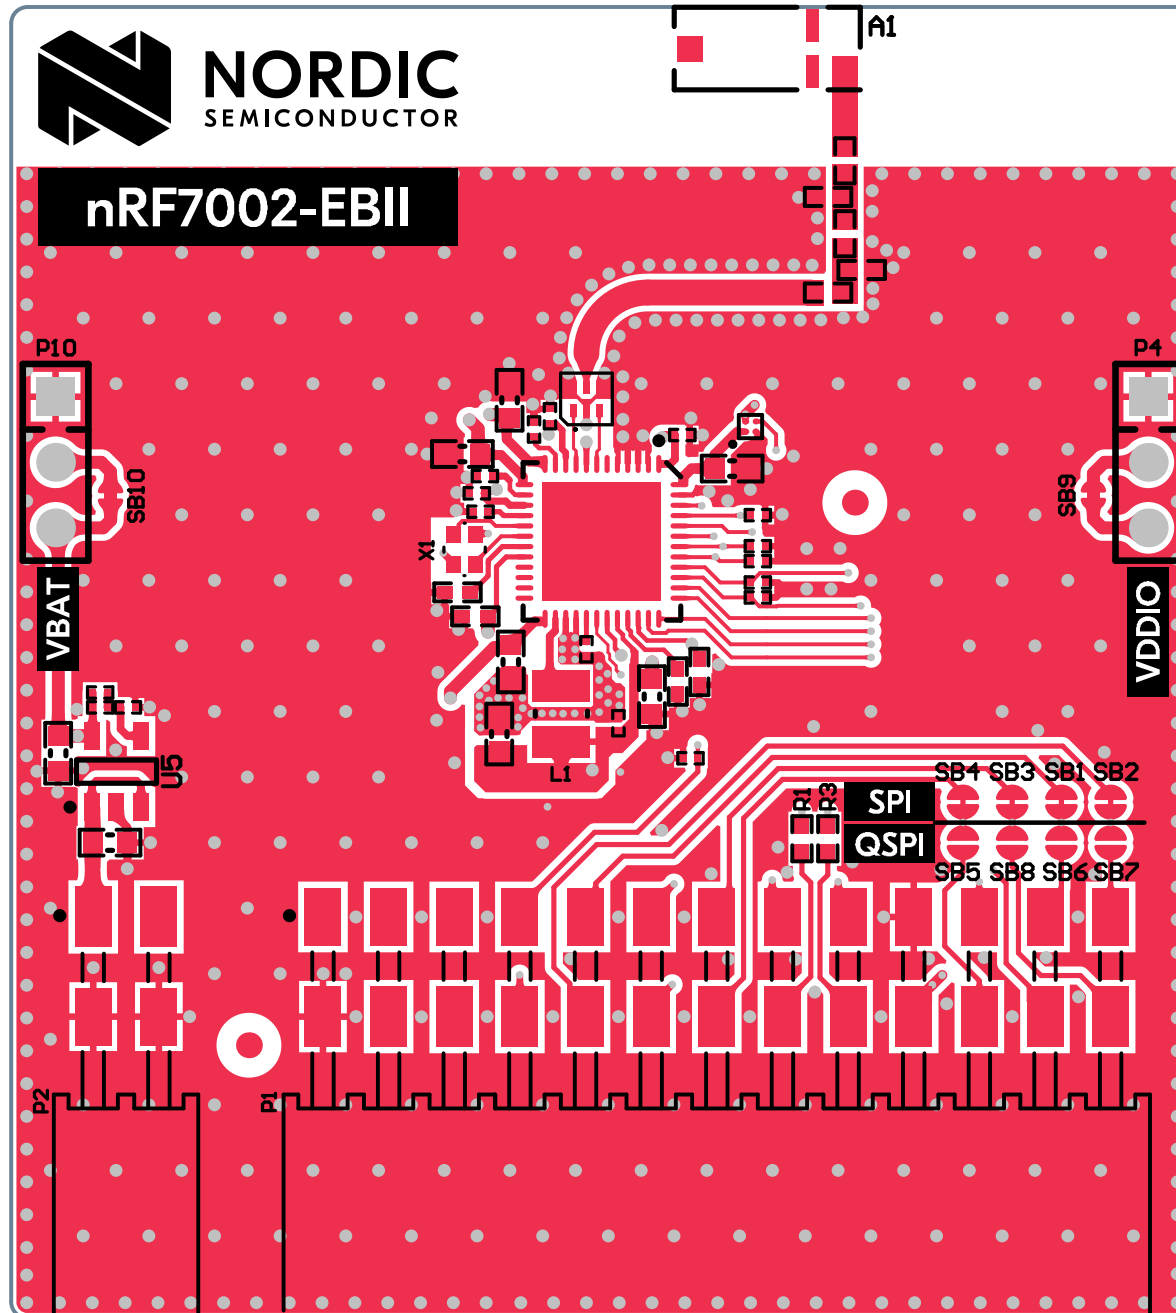 A1
NORDIC
SEMICONDUCTOR
nRF7002-EBII
P10
P4
SB10
SB9
X1
VBAT
VDDIO
U5
L1
SB4 SB3 SB1 SB2
R1 R3
SPI
QSPI
SB5 SB8 SB6 SB7
P2
P1